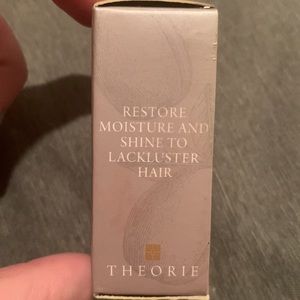 RESTORE
MOISTURE AND
SHINE TO
LACKLUSTER
HAIR
THEORIE